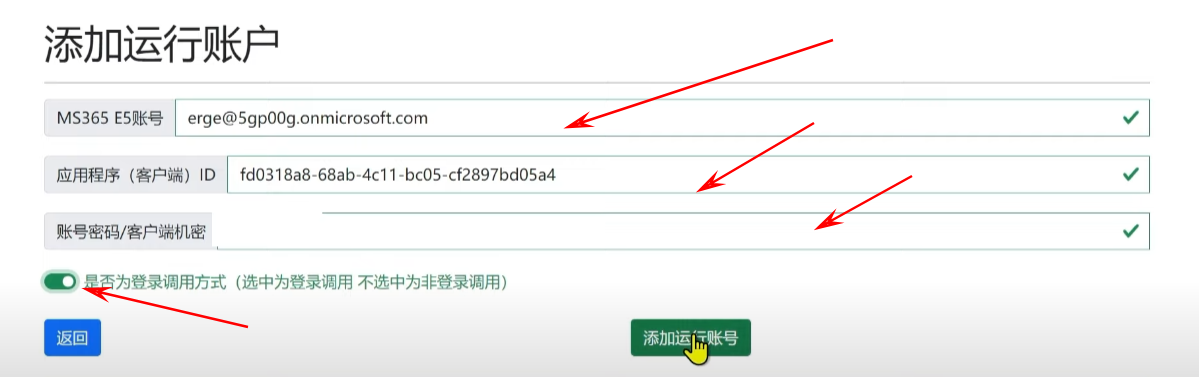 添加运行账户
MS365 E5账号 erge@5gp00g.onmicrosoft.com
应用程序（客户端）ID fd0318a8-68ab-4c11-bc05-cf2897bd05a4
账号密码/客户端机密
是否为登录调用方式（选中为登录调用 不选中为非登录调用）
返回 添加运行账号